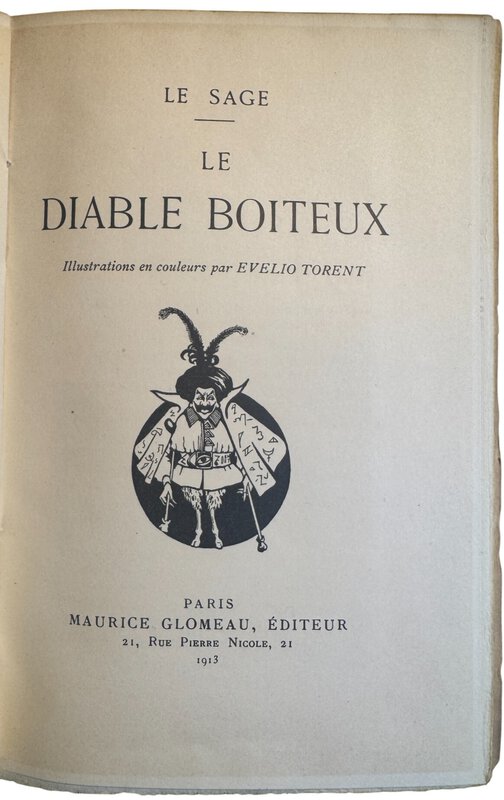 LE SAGE
LE
DIABLE BOITEUX
Illustrations en couleurs par EVELIO TORENT
PARIS
MAURICE GLOMEAU, ÉDITEUR
21, RUE PIERRE NICOLE, 21
1913